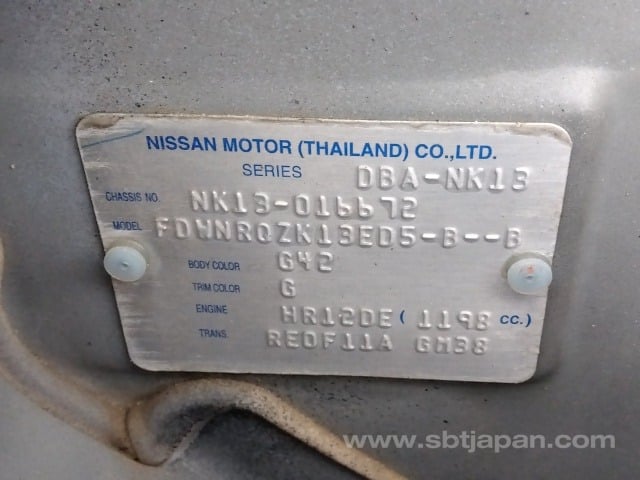 NISSAN MOTOR (THAILAND) CO.,LTD.
SERIES DBA-NK13
CHASSIS NO. NK13-016672
MODEL FDWNRQZK13ED5-B--B
BODY COLOR G42
TRIM COLOR G
ENGINE HR12DE ( 1198 CC.)
TRANS. REOF11A GM38
www.sbtjapan.com